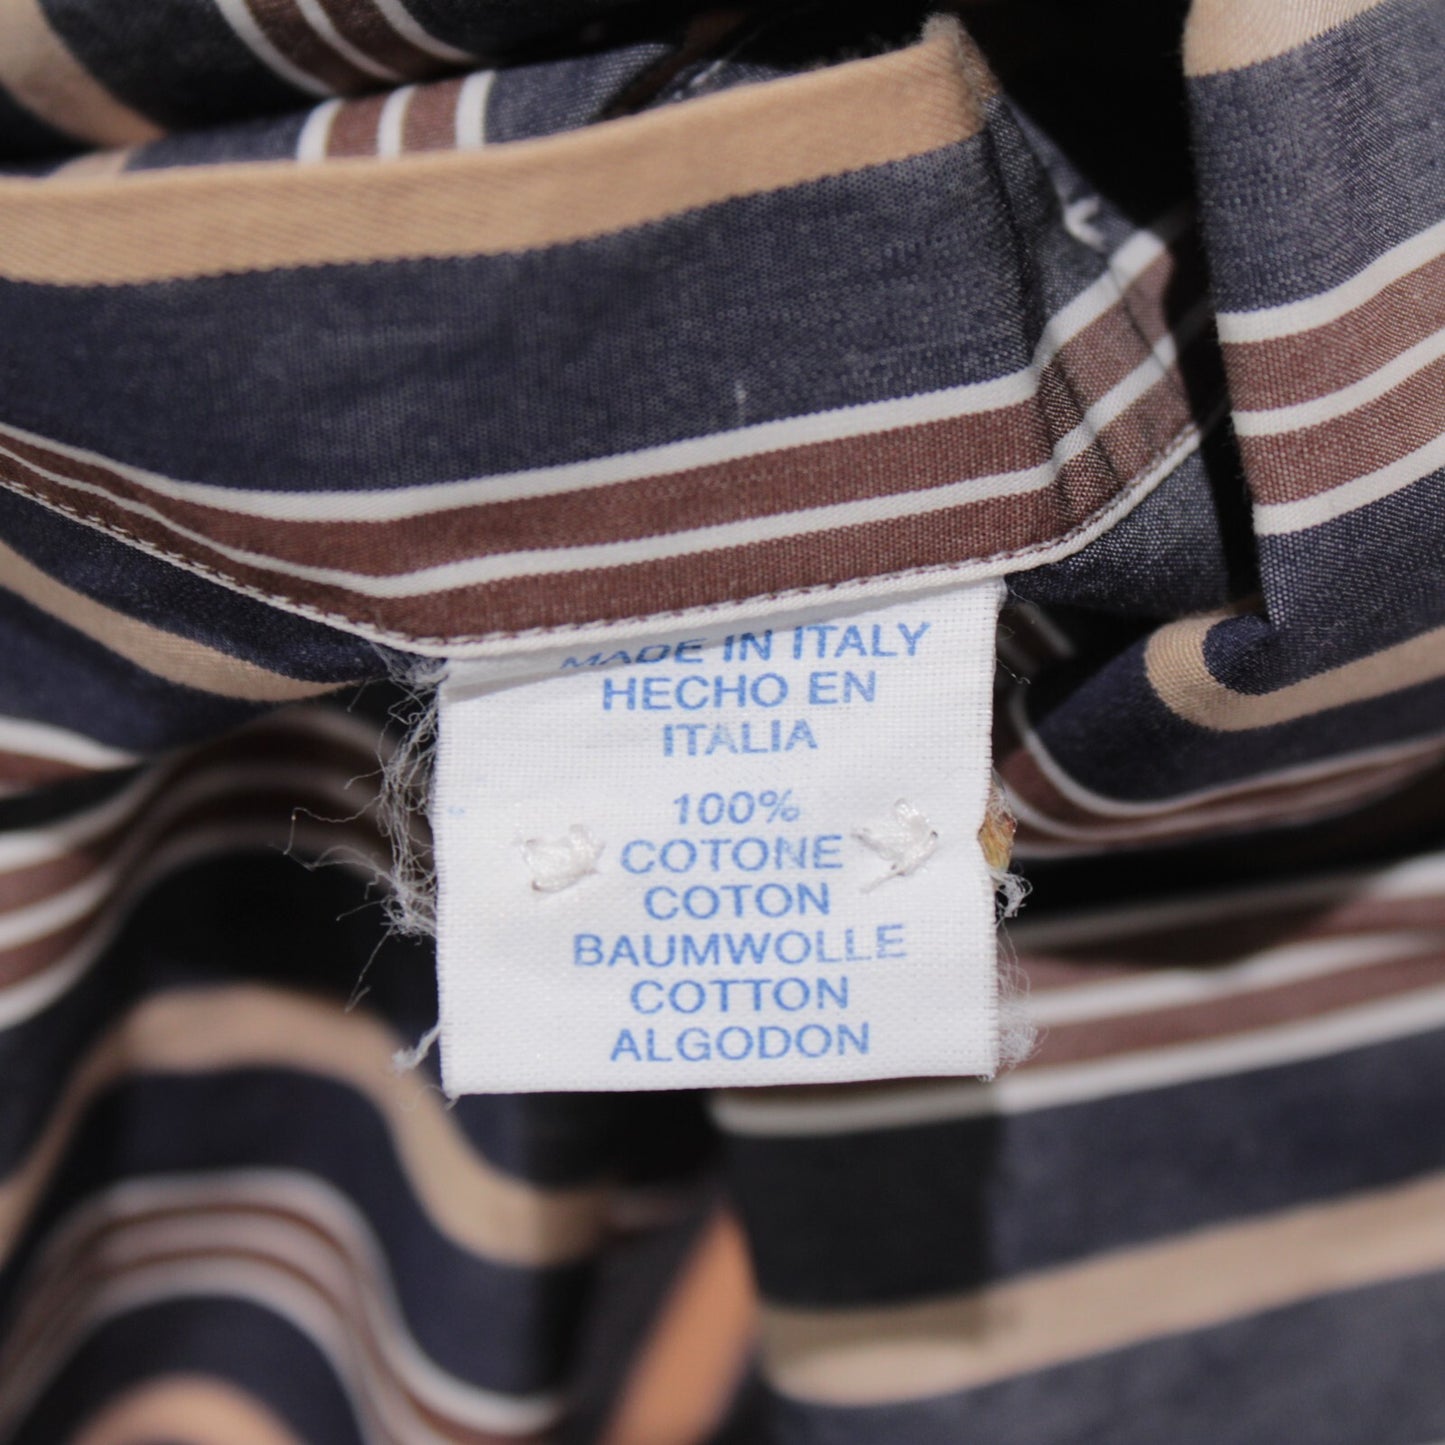 MADE IN ITALY
HECHO EN
ITALIA
100%
COTONE
COTON
BAUMWOLLE
COTTON
ALGODON